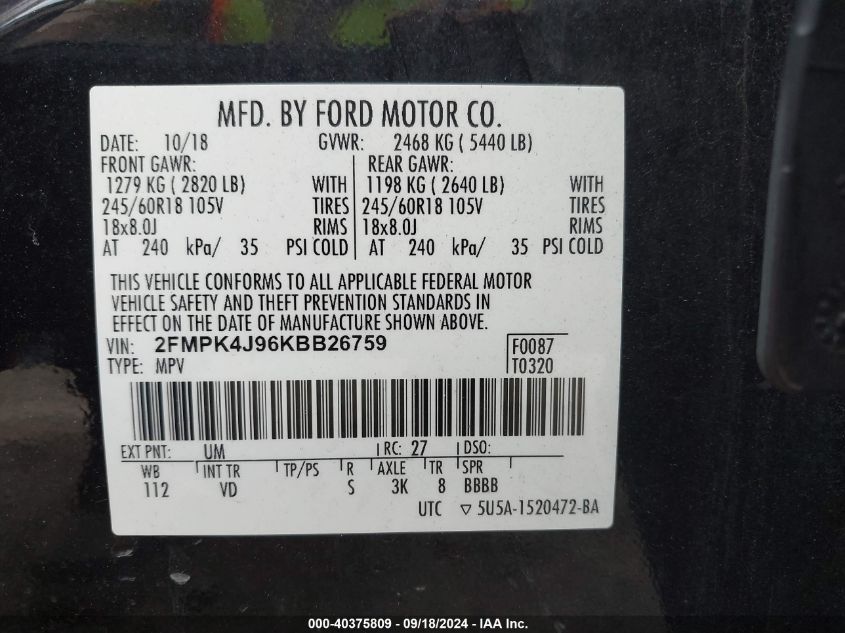 MFD. BY FORD MOTOR CO.
DATE: 10/18 GVWR: 2468 KG ( 5440 LB)
FRONT GAWR: REAR GAWR:
1279 KG ( 2820 LB) WITH 1198 KG ( 2640 LB) WITH
245/60R18 105V TIRES 245/60R18 105V TIRES
18x8.0J RIMS 18x8.0J RIMS
AT 240 kPa/ 35 PSI COLD AT 240 kPa/ 35 PSI COLD
THIS VEHICLE CONFORMS TO ALL APPLICABLE FEDERAL MOTOR
VEHICLE SAFETY AND THEFT PREVENTION STANDARDS IN
EFFECT ON THE DATE OF MANUFACTURE SHOWN ABOVE.
VIN: 2FMPK4J96KBB26759 F0087
TYPE: MPV T0320
EXT PNT: UM RC: 27 DSO:
WB INT TR TP/PS R AXLE TR SPR
112 VD S 3K 8 BBBB
UTC ▽ 5U5A-1520472-BA
000-40375809 - 09/18/2024 - IAA Inc.